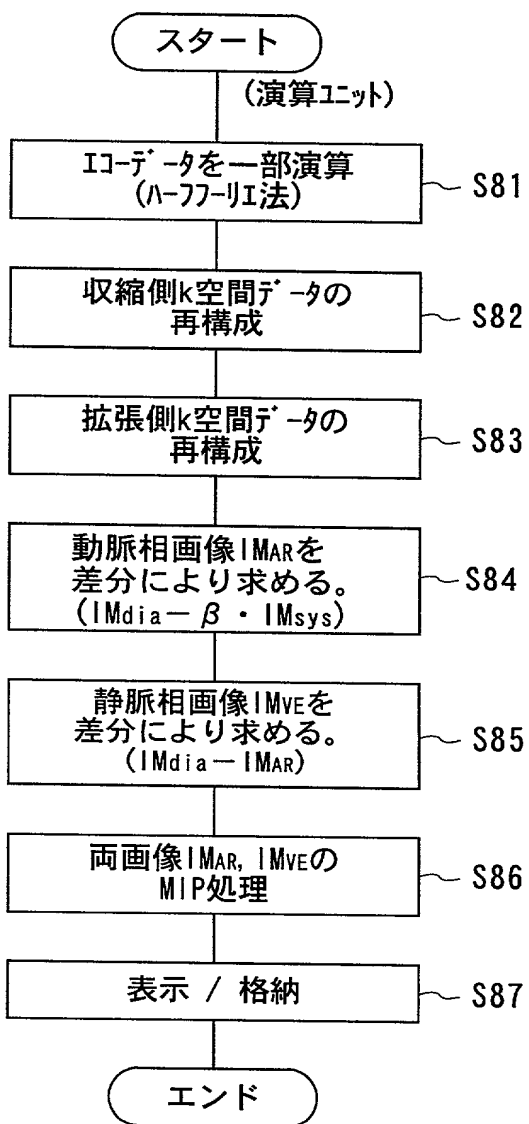 スタート
(演算ﾕﾆｯﾄ)
ｴｺｰﾃﾞｰﾀを一部演算
(ﾊｰﾌﾌｰﾘｴ法)
S81
収縮側k空間ﾃﾞｰﾀの
再構成
S82
拡張側k空間ﾃﾞｰﾀの
再構成
S83
動脈相画像IMARを
差分により求める。
(IMdia－β・IMsys)
S84
静脈相画像IMVEを
差分により求める。
(IMdia－IMAR)
S85
両画像IMAR, IMVEの
MIP処理
S86
表示 / 格納
S87
エンド